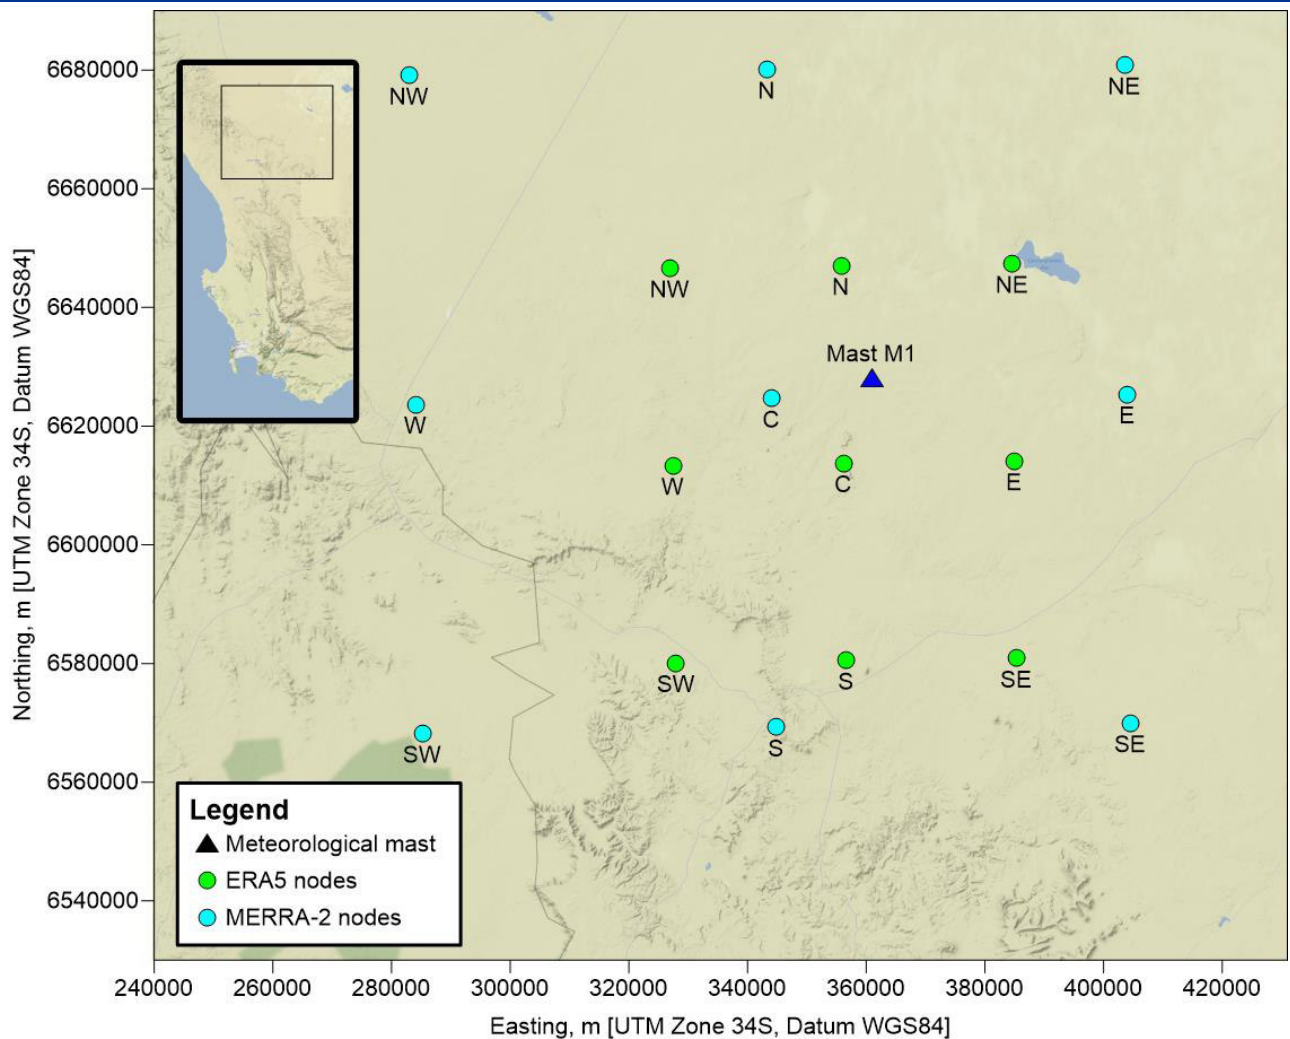 6680000
6660000
6640000
6620000
6600000
6580000
6560000
6540000
Northing, m [UTM Zone 34S, Datum WGS84]
NW
N
NE
NW
N
NE
Mast M1
W
C
E
W
C
E
SW
S
SE
SW
S
SE
Legend
Meteorological mast
ERA5 nodes
MERRA-2 nodes
240000
260000
280000
300000
320000
340000
360000
380000
400000
420000
Easting, m [UTM Zone 34S, Datum WGS84]